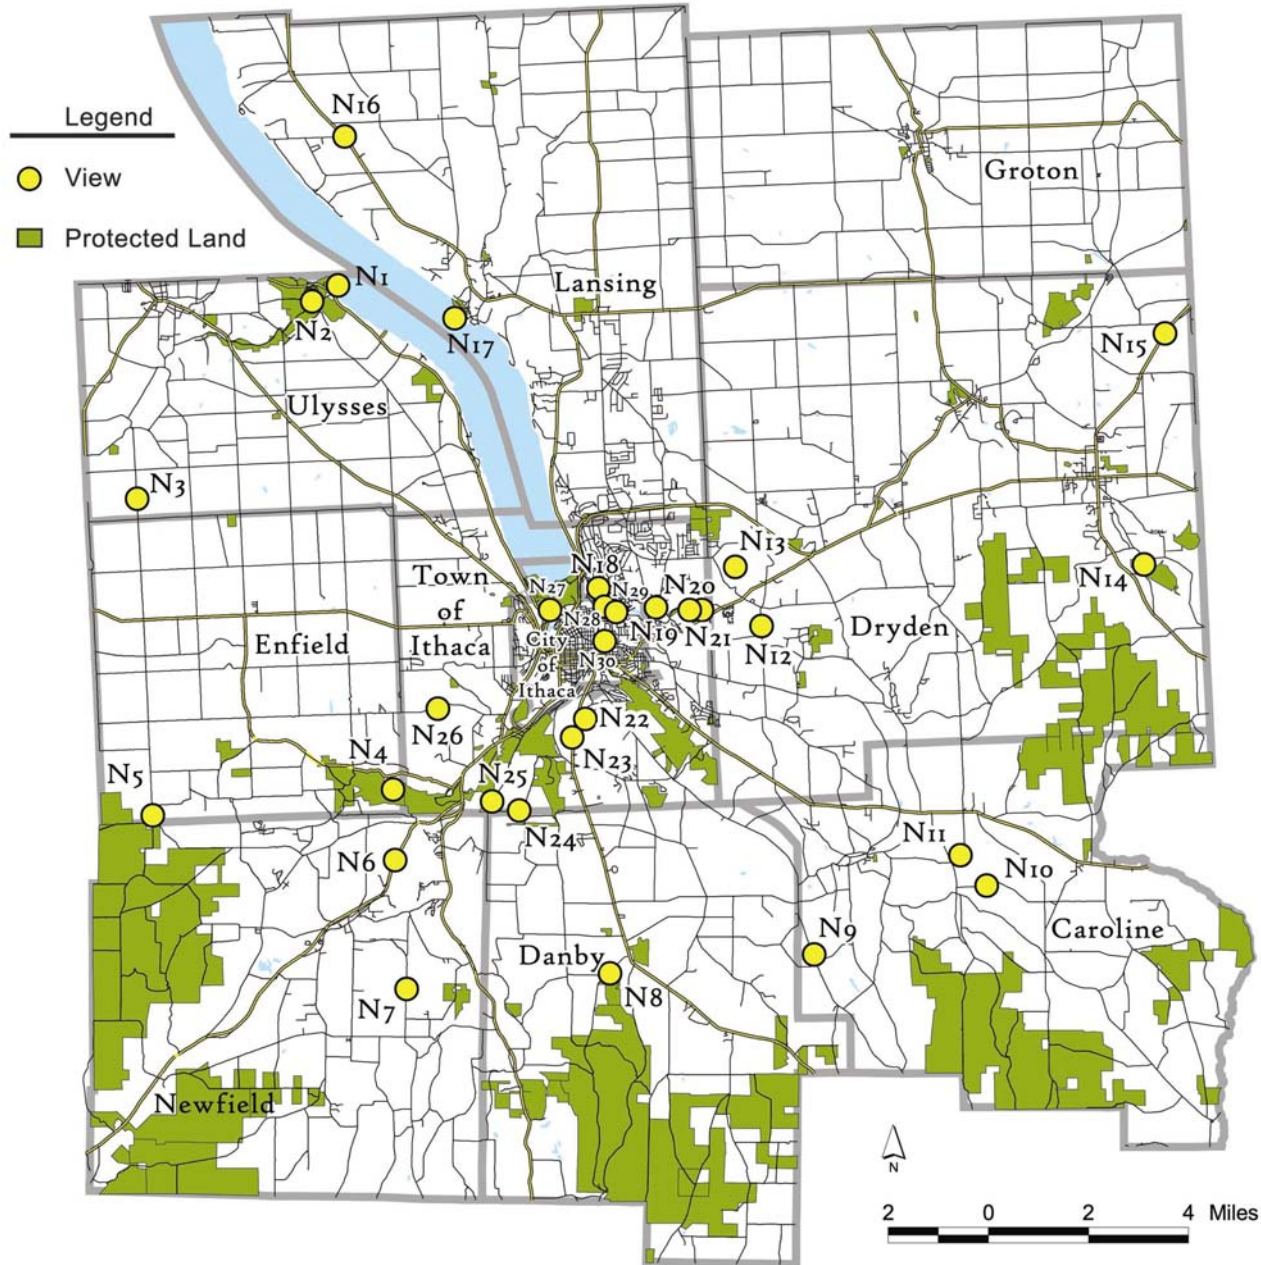 N16
Legend
View
Groton
Protected Land
N1
Lansing
N2
N17
N15
Ulysses
N3
N13
N18
Town
of
Ithaca
N27
N29
N20
N14
N28
N19
N21
Dryden
Enfield
City
of
Ithaca
N12
N30
N26
N22
N4
N23
N5
N25
N24
N11
N6
N10
N9
Caroline
Danby
N7
N8
Newfield
N
2 0 2 4 Miles